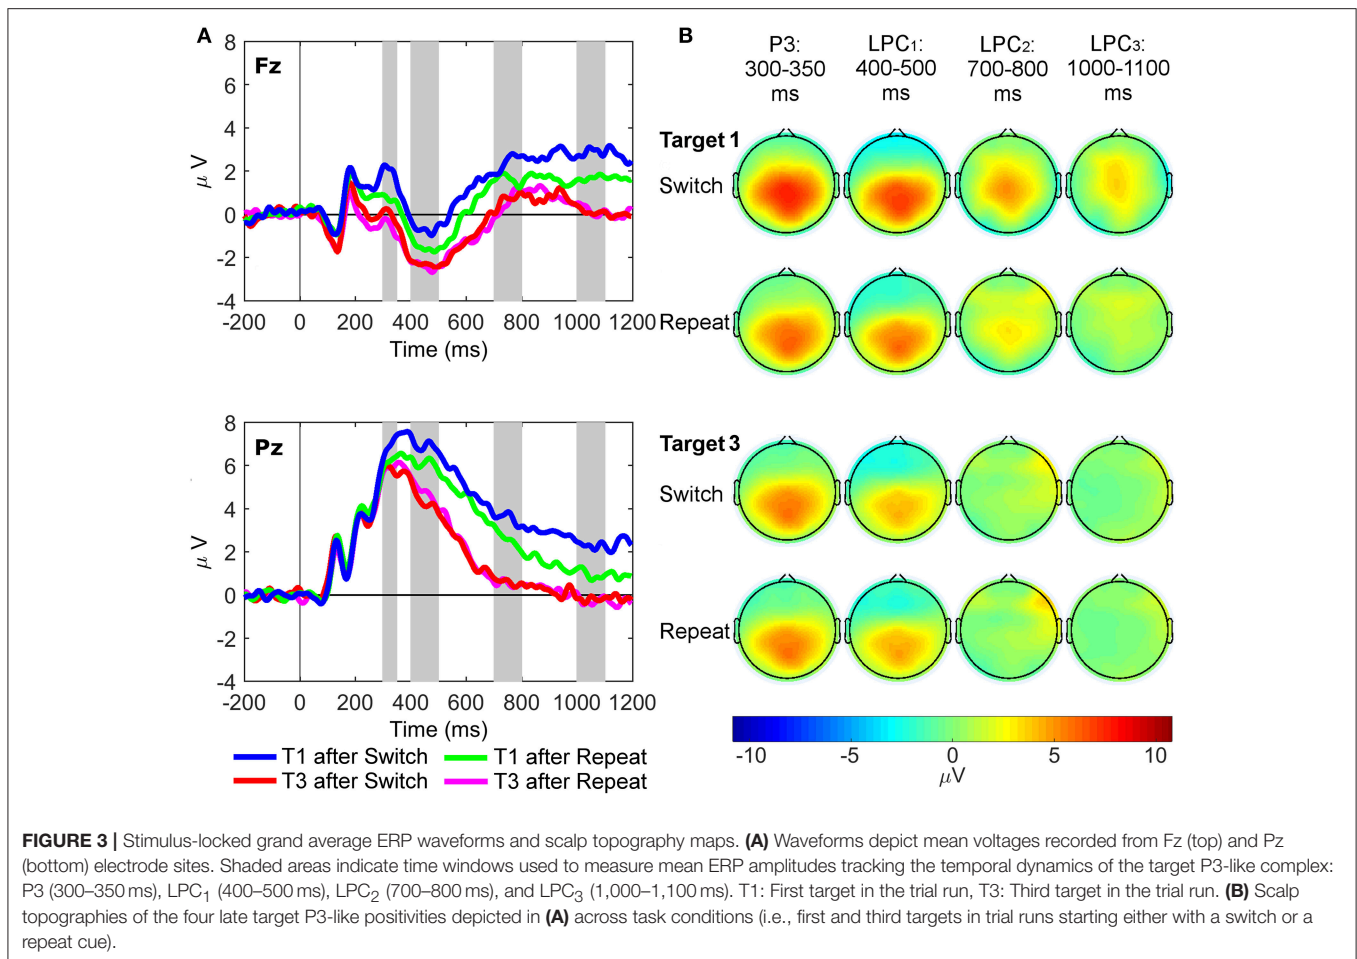 A
8
6
4
2
0
-2
-4
μ V
Fz
-200 0 200 400 600 800 1000 1200
Time (ms)
8
6
4
2
0
-2
-4
μ V
Pz
-200 0 200 400 600 800 1000 1200
Time (ms)
T1 after Switch T1 after Repeat
T3 after Switch T3 after Repeat
B
P3: LPC1: LPC2: LPC3:
300-350 400-500 700-800 1000-1100
ms ms ms ms
Target 1
Switch
Repeat
Target 3
Switch
Repeat
-10 -5 0 5 10
μV
FIGURE 3 | Stimulus-locked grand average ERP waveforms and scalp topography maps. (A) Waveforms depict mean voltages recorded from Fz (top) and Pz
(bottom) electrode sites. Shaded areas indicate time windows used to measure mean ERP amplitudes tracking the temporal dynamics of the target P3-like complex:
P3 (300–350 ms), LPC1 (400–500 ms), LPC2 (700–800 ms), and LPC3 (1,000–1,100 ms). T1: First target in the trial run, T3: Third target in the trial run. (B) Scalp
topographies of the four late target P3-like positivities depicted in (A) across task conditions (i.e., first and third targets in trial runs starting either with a switch or a
repeat cue).